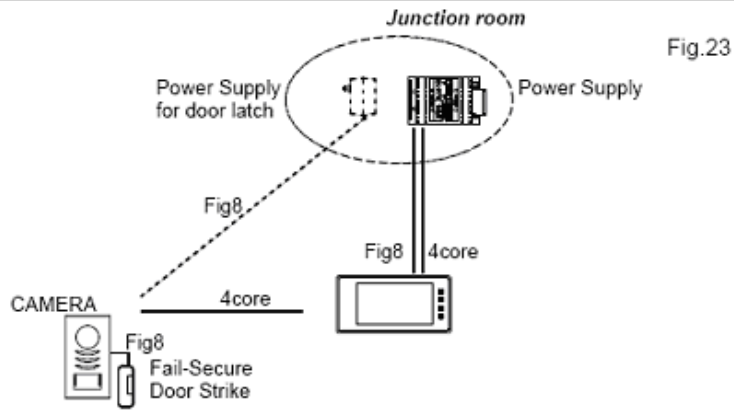 Junction room
Fig.23
Power Supply
for door latch
Power Supply
Fig8
Fig8
4core
4core
CAMERA
Fig8
Fail-Secure
Door Strike